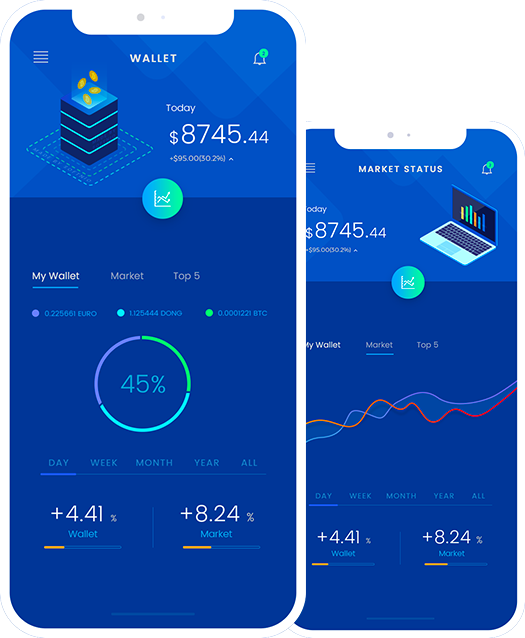 WALLET
2
Today
$8745.44
+$95.00(30.2%)
My Wallet Market Top 5
0.225661 EURO 1.125444 DONG 0.0001221 BTC
45%
DAY WEEK MONTH YEAR ALL
+4.41 % +8.24 %
Wallet Market
MARKET STATUS
oday
$8745.44
+$95.00(30.2%)
My Wallet Market Top 5
DAY WEEK MONTH YEAR ALL
+4.41 % +8.24 %
Wallet Market